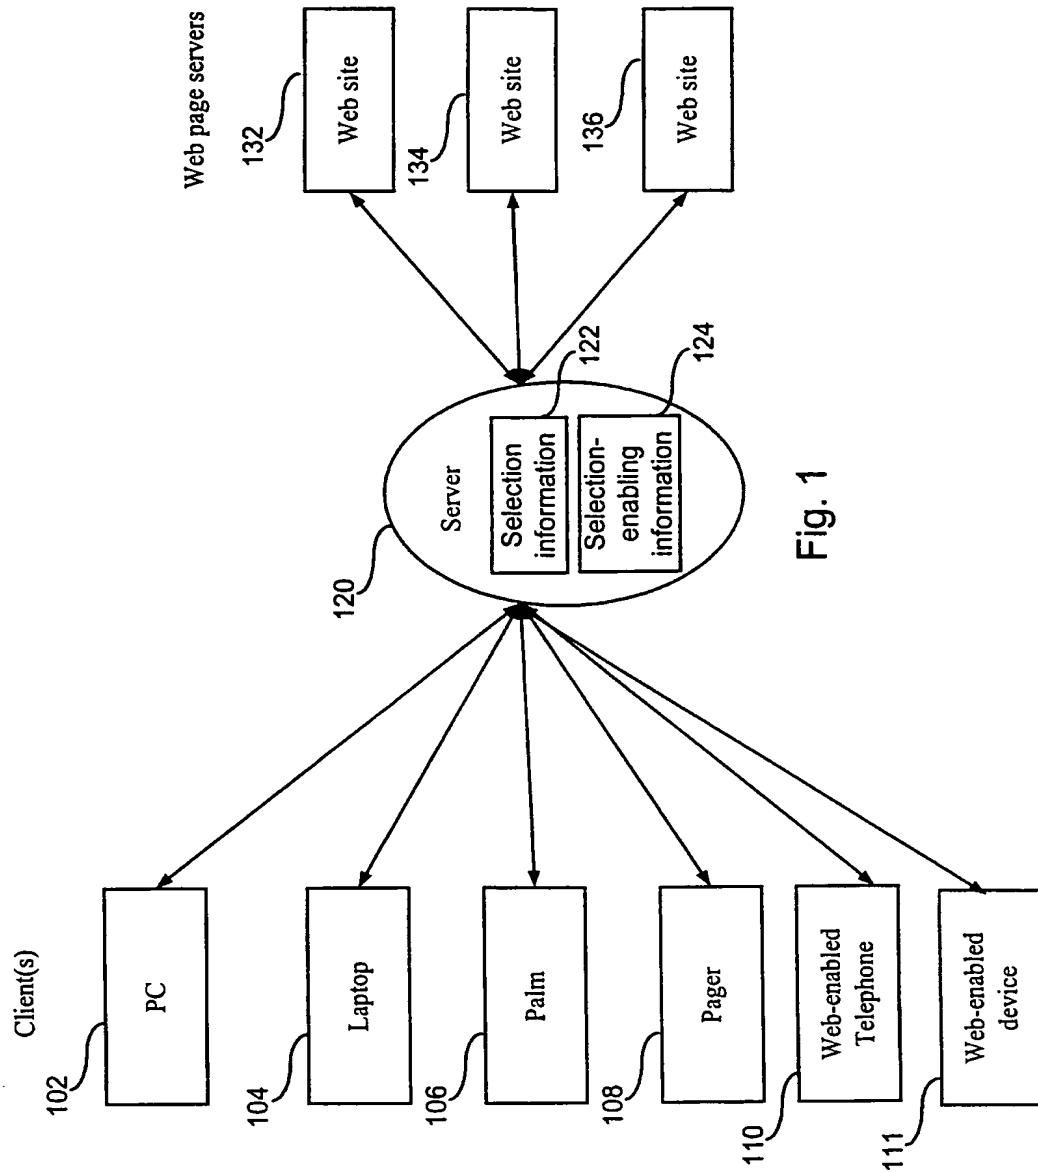 Client(s)
102
PC
104
Laptop
106
Palm
108
Pager
110
Web-enabled
Telephone
111
Web-enabled
device
120
Server
Selection
information
122
Selection-
enabling
information
124
Web page servers
132
Web site
134
Web site
136
Web site
Fig. 1